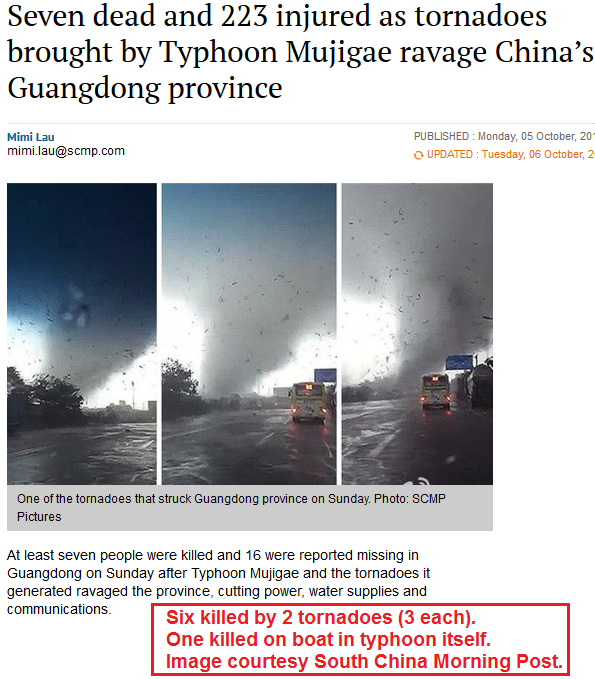 Seven dead and 223 injured as tornadoes
brought by Typhoon Mujigae ravage China’s
Guangdong province
Mimi Lau
mimi.lau@scmp.com
PUBLISHED : Monday, 05 October,
UPDATED : Tuesday, 06 October,
One of the tornadoes that struck Guangdong province on Sunday. Photo: SCMP
Pictures
At least seven people were killed and 16 were reported missing in
Guangdong on Sunday after Typhoon Mujigae and the tornadoes it
generated ravaged the province, cutting power, water supplies and
communications.
Six killed by 2 tornadoes (3 each).
One killed on boat in typhoon itself.
Image courtesy South China Morning Post.